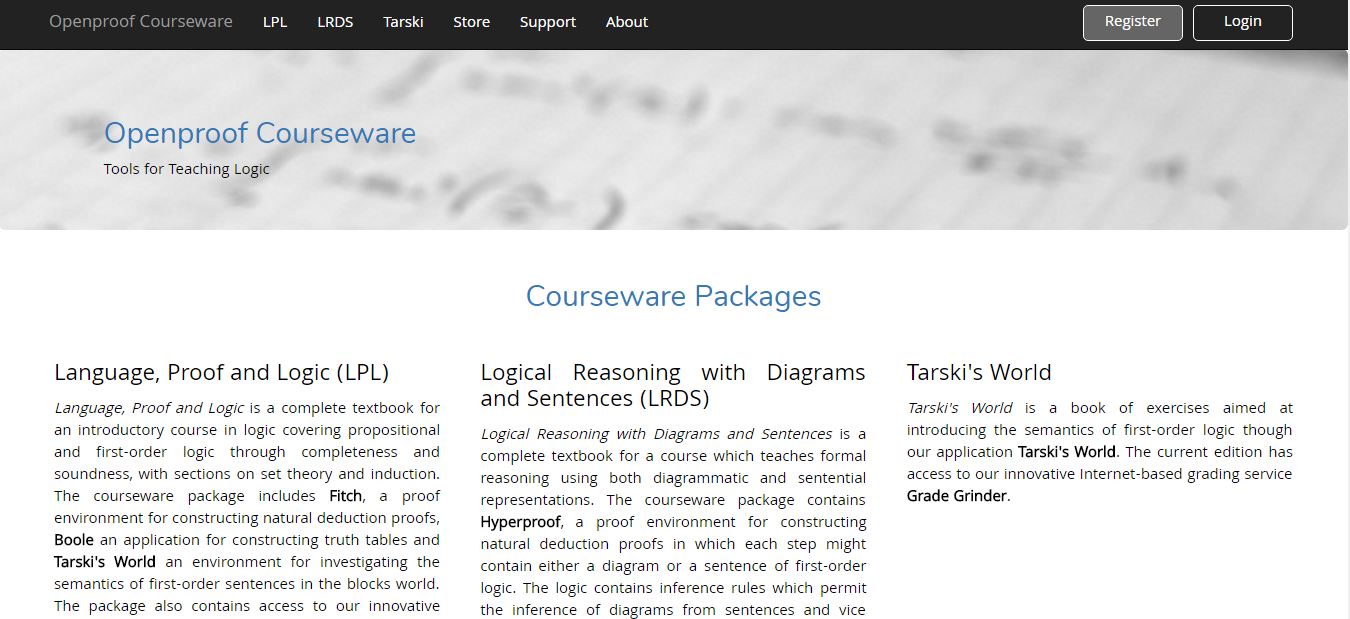 Openproof Courseware LPL LRDS Tarski Store Support About Register Login
Openproof Courseware
Tools for Teaching Logic
Courseware Packages
Language, Proof and Logic (LPL)
Language, Proof and Logic is a complete textbook for
an introductory course in logic covering propositional
and first-order logic through completeness and
soundness, with sections on set theory and induction.
The courseware package includes Fitch, a proof
environment for constructing natural deduction proofs,
Boole an application for constructing truth tables and
Tarski's World an environment for investigating the
semantics of first-order sentences in the blocks world.
The package also contains access to our innovative
Logical Reasoning with Diagrams
and Sentences (LRDS)
Logical Reasoning with Diagrams and Sentences is a
complete textbook for a course which teaches formal
reasoning using both diagrammatic and sentential
representations. The courseware package contains
Hyperproof, a proof environment for constructing
natural deduction proofs in which each step might
contain either a diagram or a sentence of first-order
logic. The logic contains inference rules which permit
the inference of diagrams from sentences and vice
Tarski's World
Tarski's World is a book of exercises aimed at
introducing the semantics of first-order logic though
our application Tarski's World. The current edition has
access to our innovative Internet-based grading service
Grade Grinder.